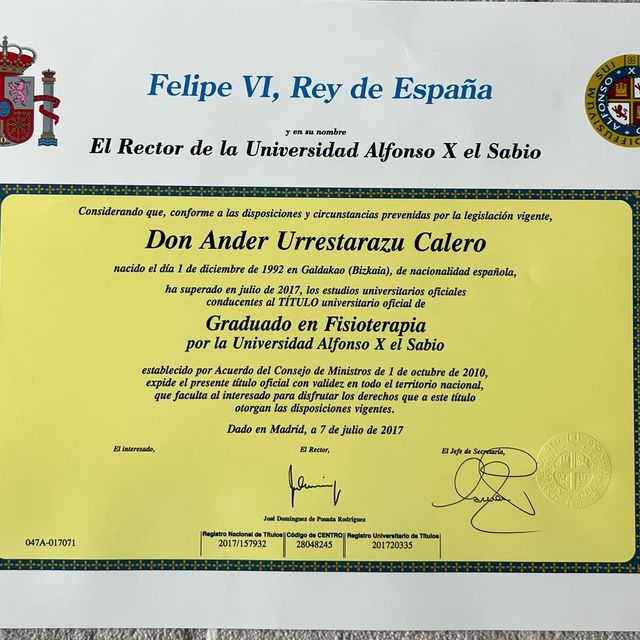 Felipe VI, Rey de España
y en su nombre
El Rector de la Universidad Alfonso X el Sabio
DIFFUSIVUM SUI
ALFONSO X
Considerando que, conforme a las disposiciones y circunstancias prevenidas por la legislación vigente,
Don Ander Urrestarazu Calero
nacido el día 1 de diciembre de 1992 en Galdakao (Bizkaia), de nacionalidad española,
ha superado en julio de 2017, los estudios universitarios oficiales
conducentes al TÍTULO universitario oficial de
Graduado en Fisioterapia
por la Universidad Alfonso X el Sabio
establecido por Acuerdo del Consejo de Ministros de 1 de octubre de 2010,
expide el presente título oficial con validez en todo el territorio nacional,
que faculta al interesado para disfrutar los derechos que a este título
otorgan las disposiciones vigentes.
Dado en Madrid, a 7 de julio de 2017
El interesado, El Rector, El Jefe de Secretaría,
José Domínguez de Posada Rodríguez
Registro Nacional de Títulos Código de CENTRO Registro Universitario de Títulos
047A-017071 2017/157932 28048245 201720335